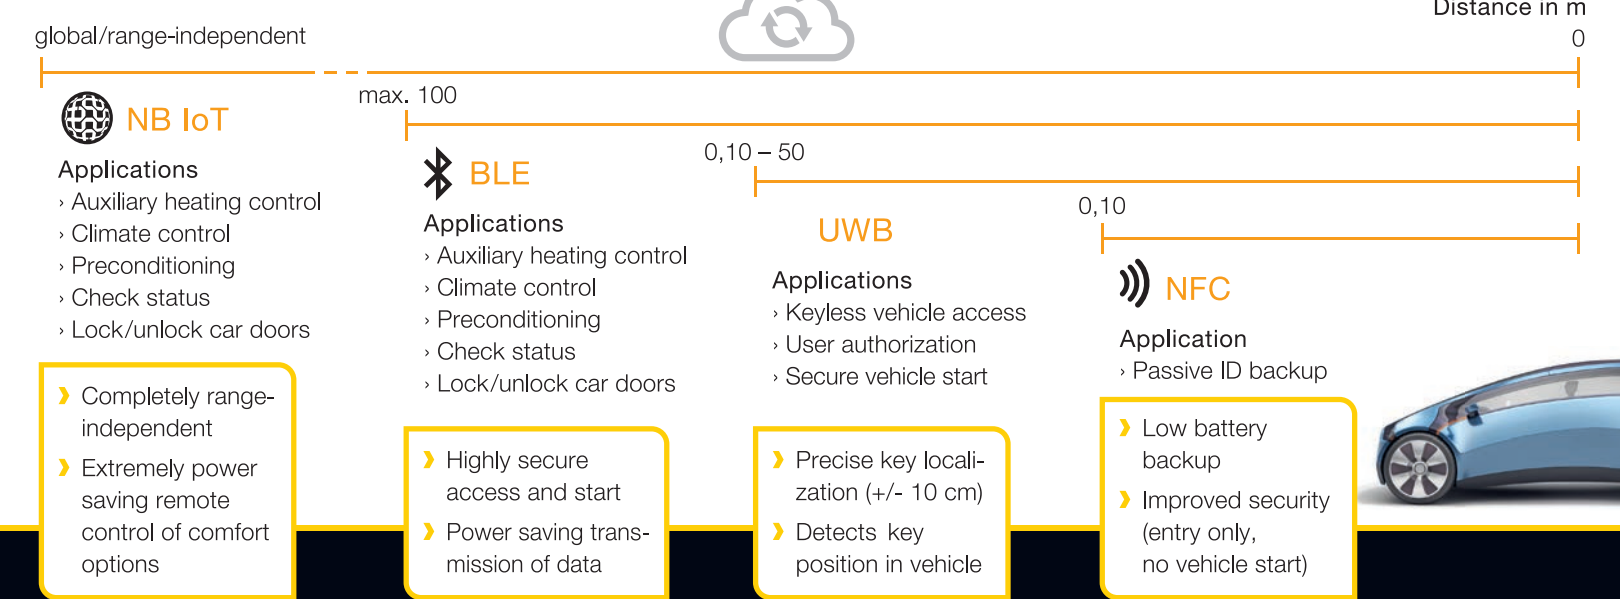 Distance in m
global/range-independent
0
max. 100
NB IoT
Applications
› Auxiliary heating control
› Climate control
› Preconditioning
› Check status
› Lock/unlock car doors
Completely range-
independent
Extremely power
saving remote
control of comfort
options
BLE
Applications
› Auxiliary heating control
› Climate control
› Preconditioning
› Check status
› Lock/unlock car doors
Highly secure
access and start
Power saving trans-
mission of data
0,10 – 50
UWB
Applications
› Keyless vehicle access
› User authorization
› Secure vehicle start
Precise key locali-
zation (+/- 10 cm)
Detects key
position in vehicle
0,10
NFC
Application
› Passive ID backup
Low battery
backup
Improved security
(entry only,
no vehicle start)